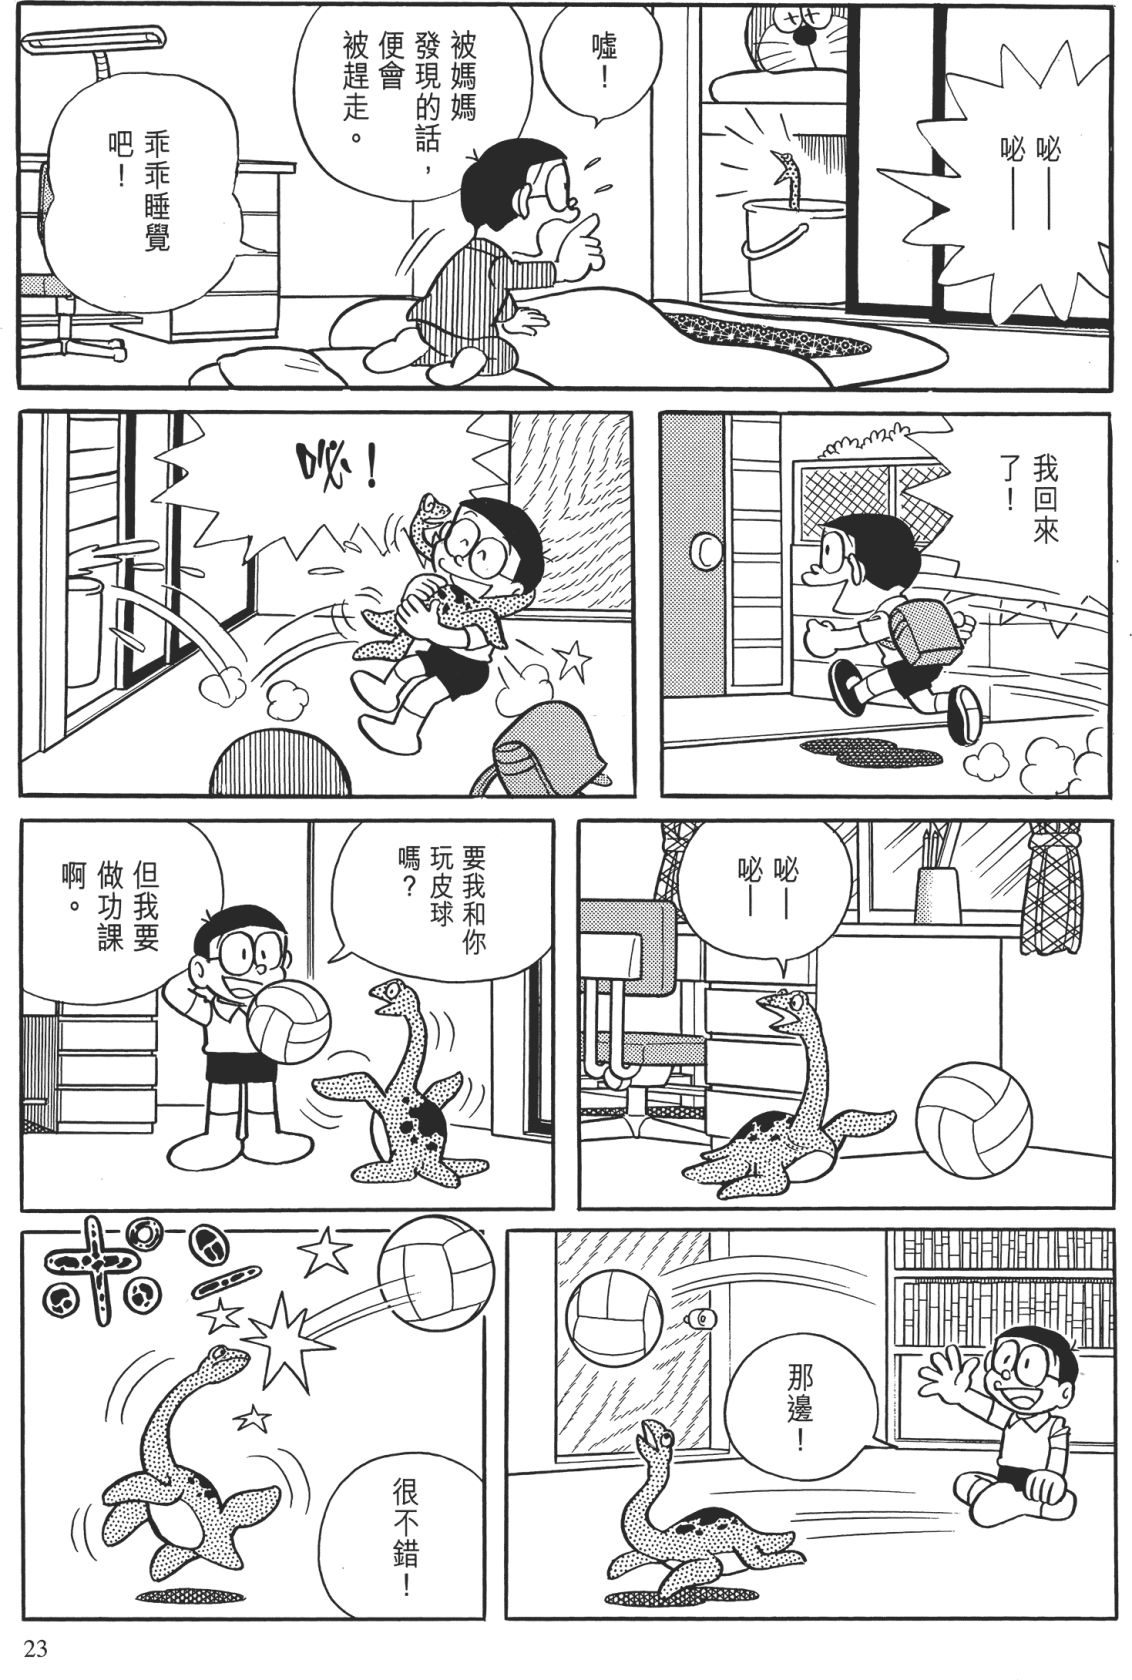 咇——
咇——
噓！
被媽媽
發現的話，
便會
被趕走。
乖乖睡覺
吧！
我回來
了！
咇！
咇—
咇—
要我和你
玩皮球
嗎？
但我要
做功課
啊。
那邊！
很不錯！
23